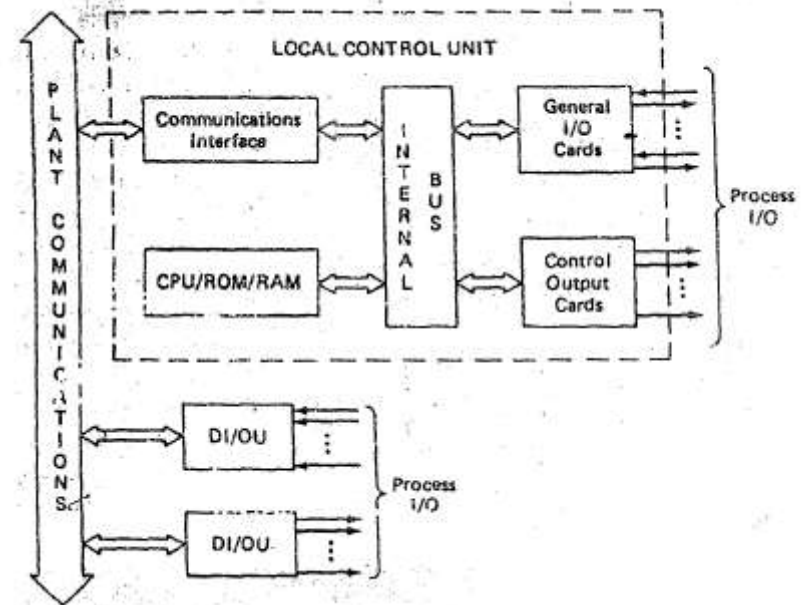 LOCAL CONTROL UNIT
PLANT COMMUNICATIONS
Communications
Interface
INTERNAL
BUS
General
I/O
Cards
Process
I/O
CPU/ROM/RAM
Control
Output
Cards
DI/OU
Process
I/O
DI/OU